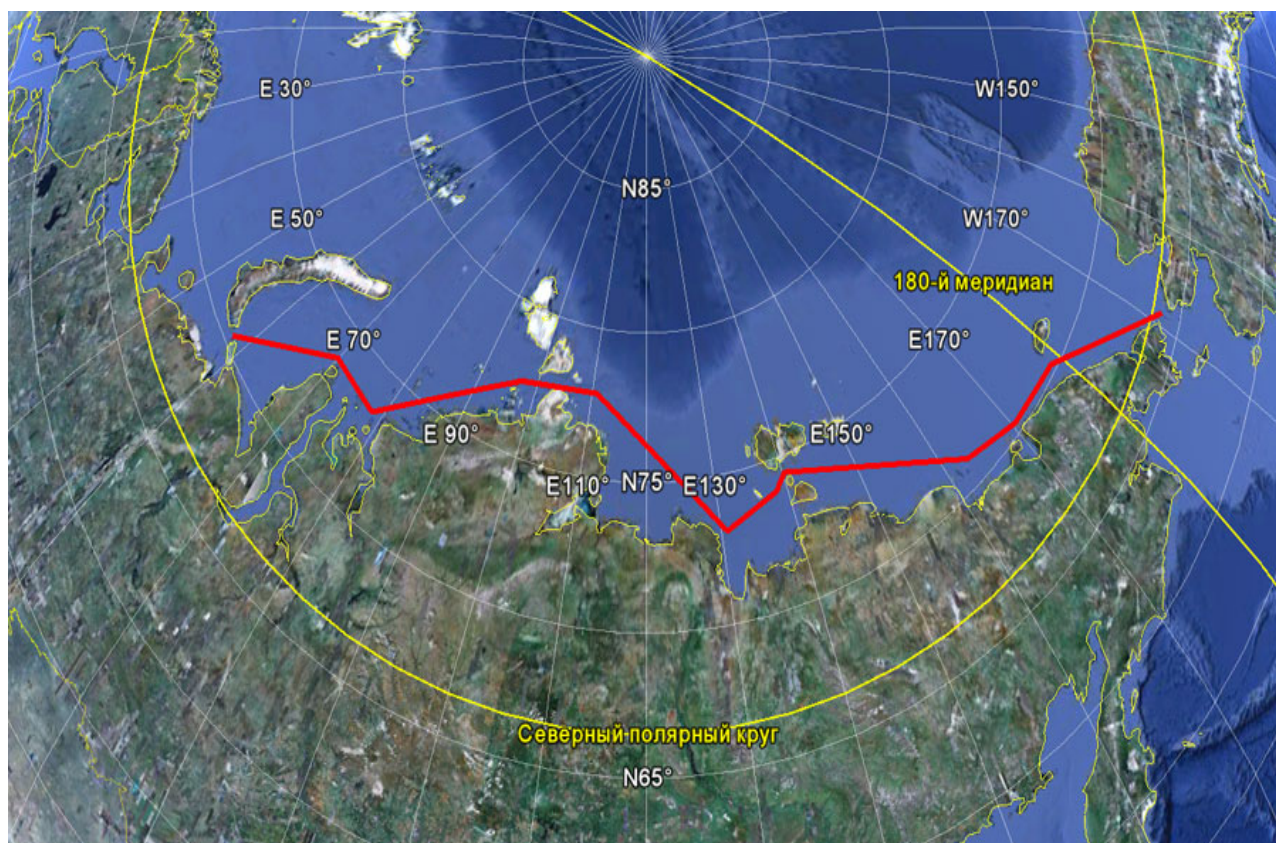 E 30°
W150°
N85°
E 50°
W170°
180-й меридиан
E 70°
E170°
E 90°
E150°
E110°
N75°
E130°
Северный полярный круг
N65°